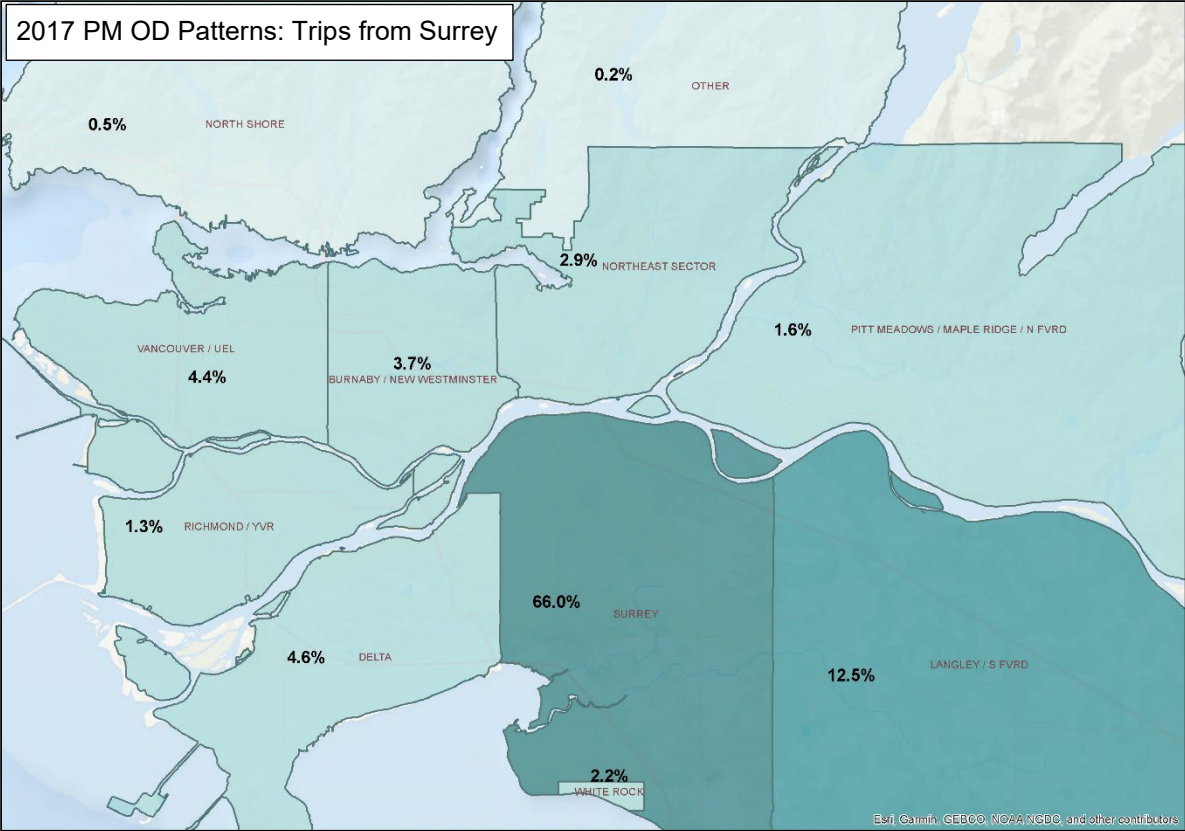 2017 PM OD Patterns: Trips from Surrey
0.2%
OTHER
0.5%
NORTH SHORE
2.9%
NORTHEAST SECTOR
1.6%
PITT MEADOWS / MAPLE RIDGE / N FVRD
VANCOUVER / UEL
4.4%
3.7%
BURNABY / NEW WESTMINSTER
1.3%
RICHMOND / YVR
66.0%
SURREY
4.6%
DELTA
12.5%
LANGLEY / S FVRD
2.2%
WHITE ROCK
Esri, Garmin, GEBCO, NOAA NGDC, and other contributors